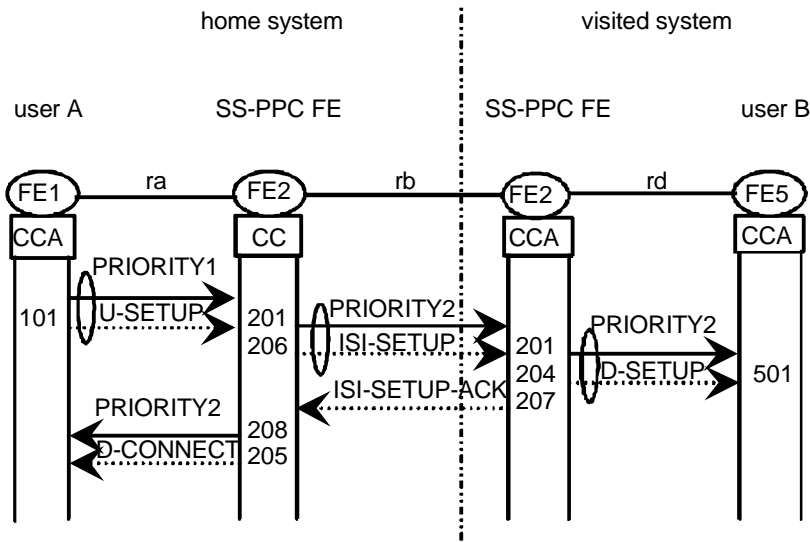 home system visited system
user A SS-PPC FE SS-PPC FE user B
FE1 ra FE2 rb FE2 rd FE5
CCA CC CCA CCA
PRIORITY1
101 U-SETUP 201 PRIORITY2
206 ISI-SETUP 201 PRIORITY2
204 D-SETUP 501
ISI-SETUP-ACK 207
PRIORITY2 208
D-CONNECT 205